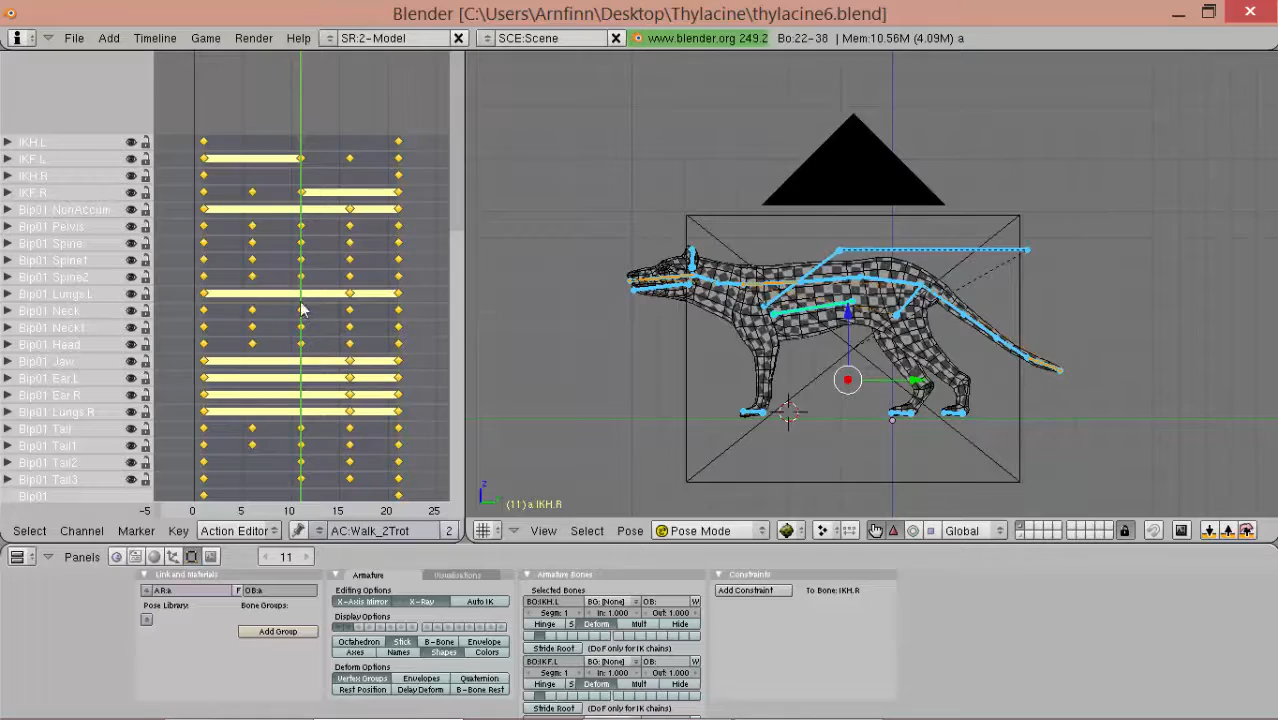 Blender [C:\Users\Arnfinn\Desktop\Thylacine\thylacine6.blend]
File Add Timeline Game Render Help SR:2-Model SCE:Scene www.blender.org 249.2 Bo:22-38 | Mem:10.56M (4.09M) a
IKH.L
IKF.L
IKH.R
IKF.R
Bip01 NonAccum
Bip01 Pelvis
Bip01 Spine
Bip01 Spine1
Bip01 Spine2
Bip01 Lungs L
Bip01 Neck
Bip01 Neck1
Bip01 Head
Bip01 Jaw
Bip01 Ear.L
Bip01 Ear.R
Bip01 Lungs R
Bip01 Tail
Bip01 Tail1
Bip01 Tail2
Bip01 Tail3
Bip01
-5 0 5 10 15 20 25
z
(11) a IKH.R
Select Channel Marker Key Action Editor AC:Walk_2Trot 2
View Select Pose Pose Mode Global
Panels 11
Link and Materials
AR:a F OB:a
Pose Library: Bone Groups:
Add Group
Armature Visualisations
Editing Options
X-Axis Mirror X-Ray Auto IK
Display Options
Octahedron Stick B-Bone Envelope
Axes Names Shapes Colors
Deform Options
Vertex Groups Envelopes Quaternion
Rest Position Delay Deform B-Bone Rest
Armature Bones
Selected Bones
BO:IKH.L BG: [None] OB: W
Segm: 1 In: 1.000 Out: 1.000
Hinge S Deform Mult Hide
Stride Root (DoF only for IK chains)
BO:IKF.L BG: [None] OB: W
Segm: 1 In: 1.000 Out: 1.000
Hinge S Deform Mult Hide
Stride Root (DoF only for IK chains)
Constraints
Add Constraint To Bone: IKH.R